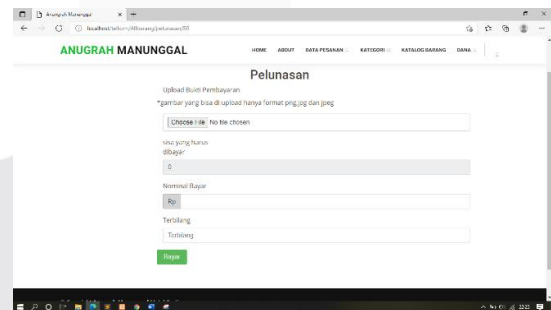 Anugrah Manunggal
ANUGRAH MANUNGGAL
HOME ABOUT DATA PESANAN KATEGORI KATALOG BARANG DANA
Pelunasan
Upload Bukti Pembayaran
*gambar yang bisa di upload hanya format png,jpg dan jpeg
Choose File No file chosen
sisa yang harus
dibayar
0
Nominal Bayar
Rp
Terbilang
Terbilang
Bayar